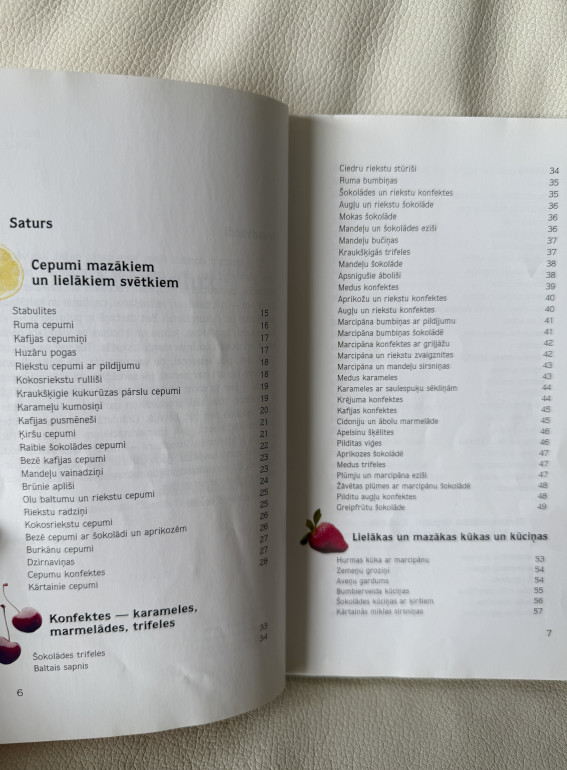 Saturs
Cepumi mazākiem
un lielākiem svētkiem
Stabulītes 15
Ruma cepumi 16
Kafijas cepumiņi 17
Huzāru pogas 17
Riekstu cepumi ar pildījumu 18
Kokosriekstu rullīši 18
Kraukšķīgie kukurūzas pārslu cepumi 19
Karameļu kumosiņi 19
Kafijas pusmēneši 20
Ķiršu cepumi 21
Raibie šokolādes cepumi 21
Bezē kafijas cepumi 22
Mandeļu vainadziņi 23
Brūnie aplīši 23
Olu baltumu un riekstu cepumi 24
Riekstu radziņi 25
Kokosriekstu cepumi 25
Bezē cepumi ar šokolādi un aprikozēm 26
Burkānu cepumi 26
Dzirnaviņas 27
Cepumu konfektes 27
Kārtainie cepumi 28
Konfektes — karameles,
marmelādes, trifeles
Šokolādes trifeles 33
Baltais sapnis 34
6
Ciedru riekstu stūrīši 34
Ruma bumbiņas 35
Šokolādes un riekstu konfektes 35
Augļu un riekstu šokolāde 36
Mokas šokolāde 36
Mandeļu un šokolādes ezīši 36
Mandeļu bučiņas 37
Kraukšķīgās trifeles 37
Mandeļu šokolāde 38
Apsnigušie āboliši 38
Medus konfektes 39
Aprikožu un riekstu konfektes 40
Augļu un riekstu konfektes 40
Marcipāna bumbiņas ar pildījumu 41
Marcipāna bumbiņas šokolādē 41
Marcipāna konfektes ar griljāžu 42
Marcipāna un riekstu zvaigznītes 42
Marcipāna un mandeļu sirsniņas 43
Medus karameles 43
Karameles ar saulespuķu sēkliņām 44
Krējuma konfektes 44
Kafijas konfektes 45
Cidoniju un ābolu marmelāde 45
Apelsīnu šķēlītes 46
Pildītas vīģes 46
Aprikozes šokolādē 47
Medus trifeles 47
Plūmju un marcipāna ezīši 47
Žāvētas plūmes ar marcipānu šokolādē 48
Pildītu augļu konfektes 48
Greipfrūtu šokolāde 49
Lielākas un mazākas kūkas un kūciņas
Hurmas kūka ar marcipānu 53
Zemeņu groziņi 54
Aveņu gardums 54
Bumbierveida kūciņas 55
Šokolādes kūciņas ar ķiršiem 56
Kārtainās mīklas sirsniņas 57
7